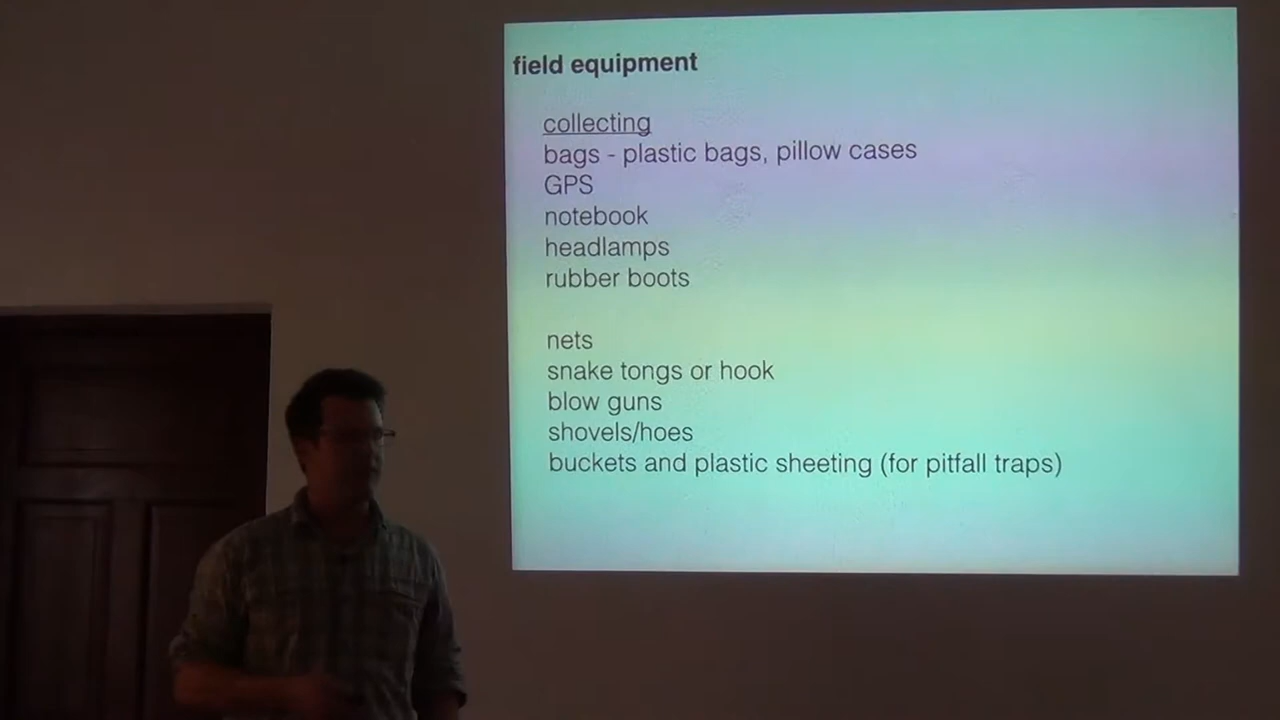 field equipment
collecting
bags - plastic bags, pillow cases
GPS
notebook
headlamps
rubber boots
nets
snake tongs or hook
blow guns
shovels/hoes
buckets and plastic sheeting (for pitfall traps)